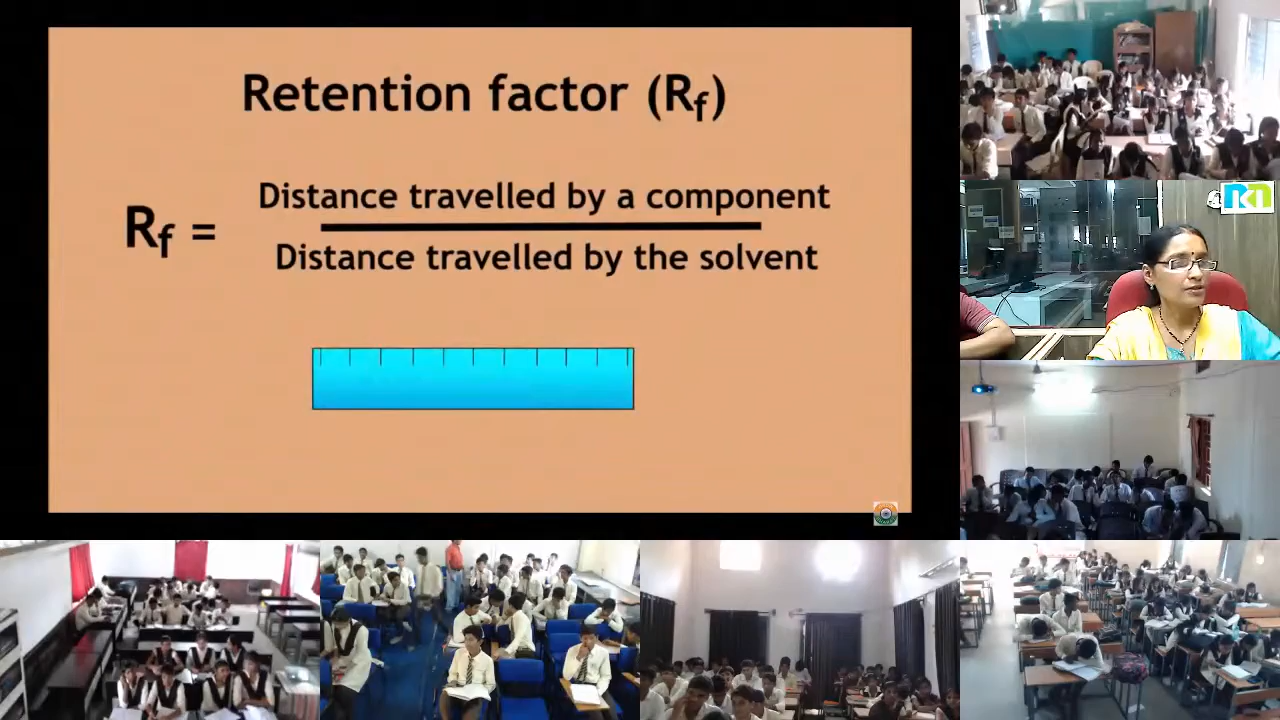 Retention factor (Rf)
Rf =
Distance travelled by a component
Distance travelled by the solvent